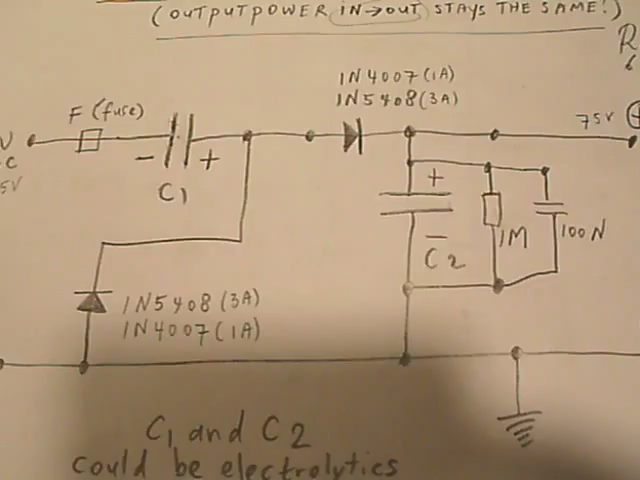 (OUTPUTPOWER IN→OUT STAYS THE SAME!)
R
1N4007(1A)
1N5408(3A)
F (fuse)
75V
+
V
C
5V
- +
C1
+
-
C2
1M
100N
1N5408(3A)
1N4007(1A)
C1 and C2
could be electrolytics